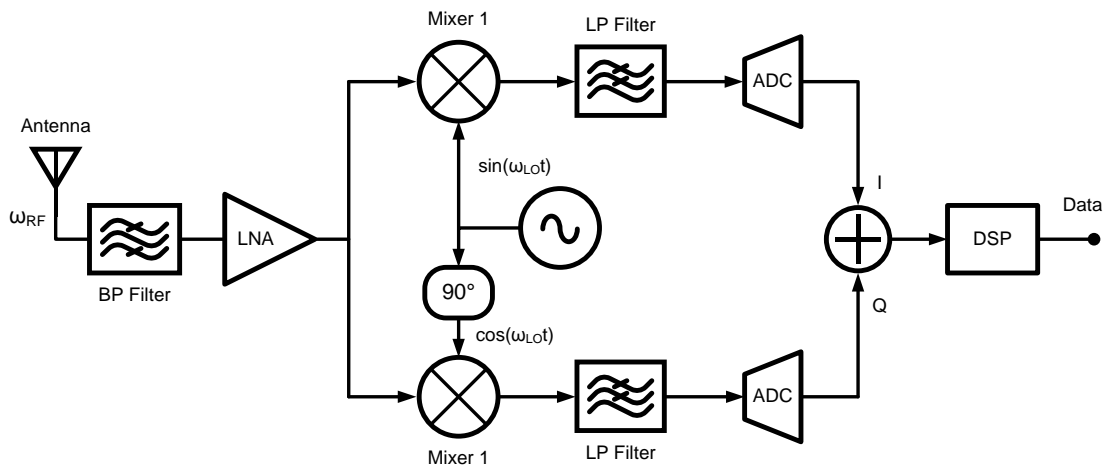 Mixer 1
LP Filter
ADC
Antenna
sin(ωLOt)
I
ωRF
LNA
Data
DSP
BP Filter
90°
Q
cos(ωLOt)
ADC
Mixer 1
LP Filter